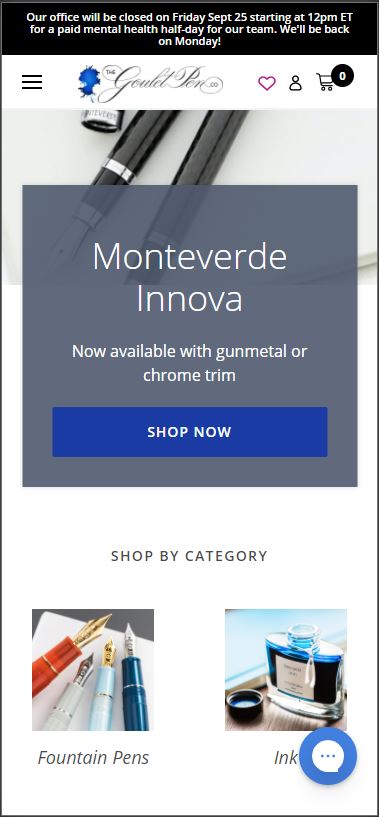 Our office will be closed on Friday Sept 25 starting at 12pm ET
for a paid mental health half-day for our team. We'll be back
on Monday!
THE Goulet Pen CO
0
MONTEVERDE
Monteverde
Innova
Now available with gunmetal or
chrome trim
SHOP NOW
SHOP BY CATEGORY
Fountain Pens
Ink